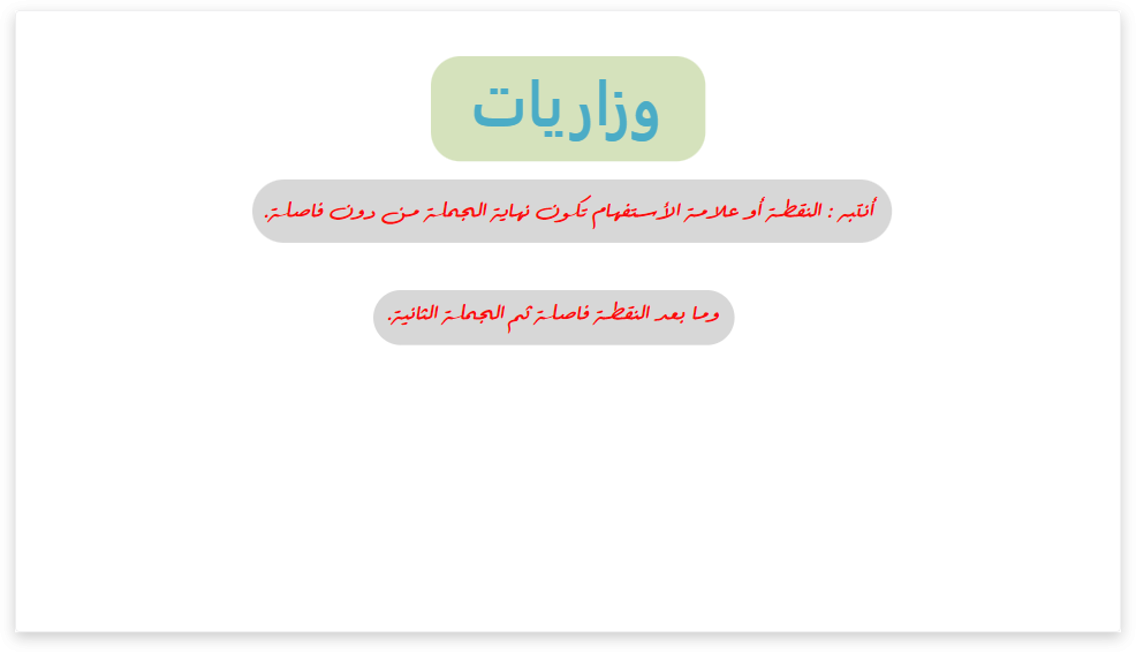 وزاريات
أنتبه : النقطة أو علامة الأستفهام تكون نهاية الجملة من دون فاصلة.
وما بعد النقطة فاصلة ثم الجملة الثانية.